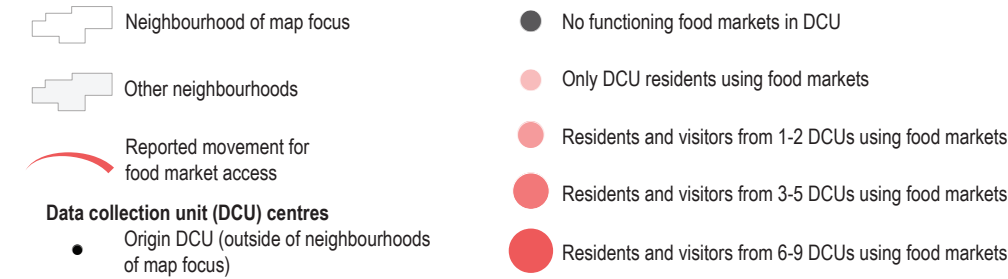 Neighbourhood of map focus
Other neighbourhoods
Reported movement for
food market access
Data collection unit (DCU) centres
Origin DCU (outside of neighbourhoods
of map focus)
No functioning food markets in DCU
Only DCU residents using food markets
Residents and visitors from 1-2 DCUs using food markets
Residents and visitors from 3-5 DCUs using food markets
Residents and visitors from 6-9 DCUs using food markets